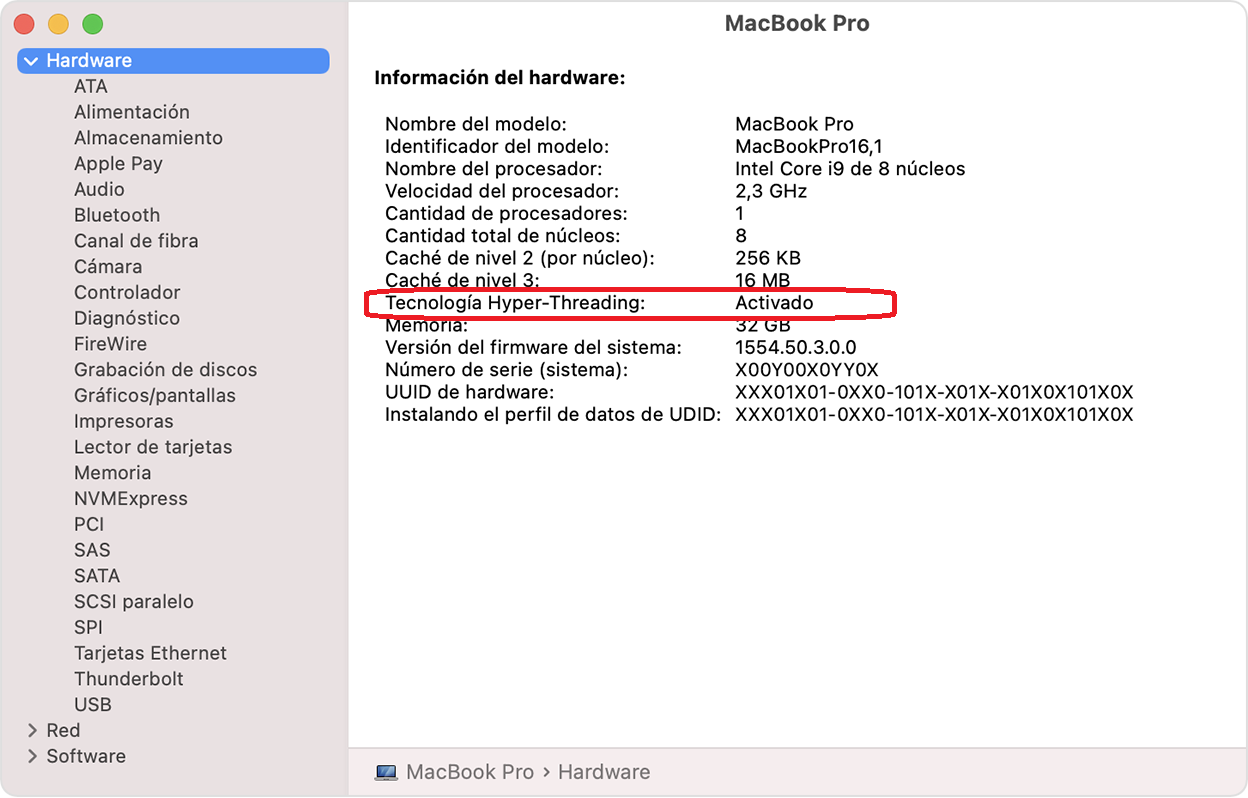 MacBook Pro
Hardware
ATA
Alimentación
Almacenamiento
Apple Pay
Audio
Bluetooth
Canal de fibra
Cámara
Controlador
Diagnóstico
FireWire
Grabación de discos
Gráficos/pantallas
Impresoras
Lector de tarjetas
Memoria
NVMExpress
PCI
SAS
SATA
SCSI paralelo
SPI
Tarjetas Ethernet
Thunderbolt
USB
Red
Software
Información del hardware:
Nombre del modelo: MacBook Pro
Identificador del modelo: MacBookPro16,1
Nombre del procesador: Intel Core i9 de 8 núcleos
Velocidad del procesador: 2,3 GHz
Cantidad de procesadores: 1
Cantidad total de núcleos: 8
Caché de nivel 2 (por núcleo): 256 KB
Caché de nivel 3: 16 MB
Tecnología Hyper-Threading: Activado
Memoria: 32 GB
Versión del firmware del sistema: 1554.50.3.0.0
Número de serie (sistema): X00Y00X0YY0X
UUID de hardware: XXX01X01-0XX0-101X-X01X-X01X0X101X0X
Instalando el perfil de datos de UDID: XXX01X01-0XX0-101X-X01X-X01X0X101X0X
MacBook Pro › Hardware